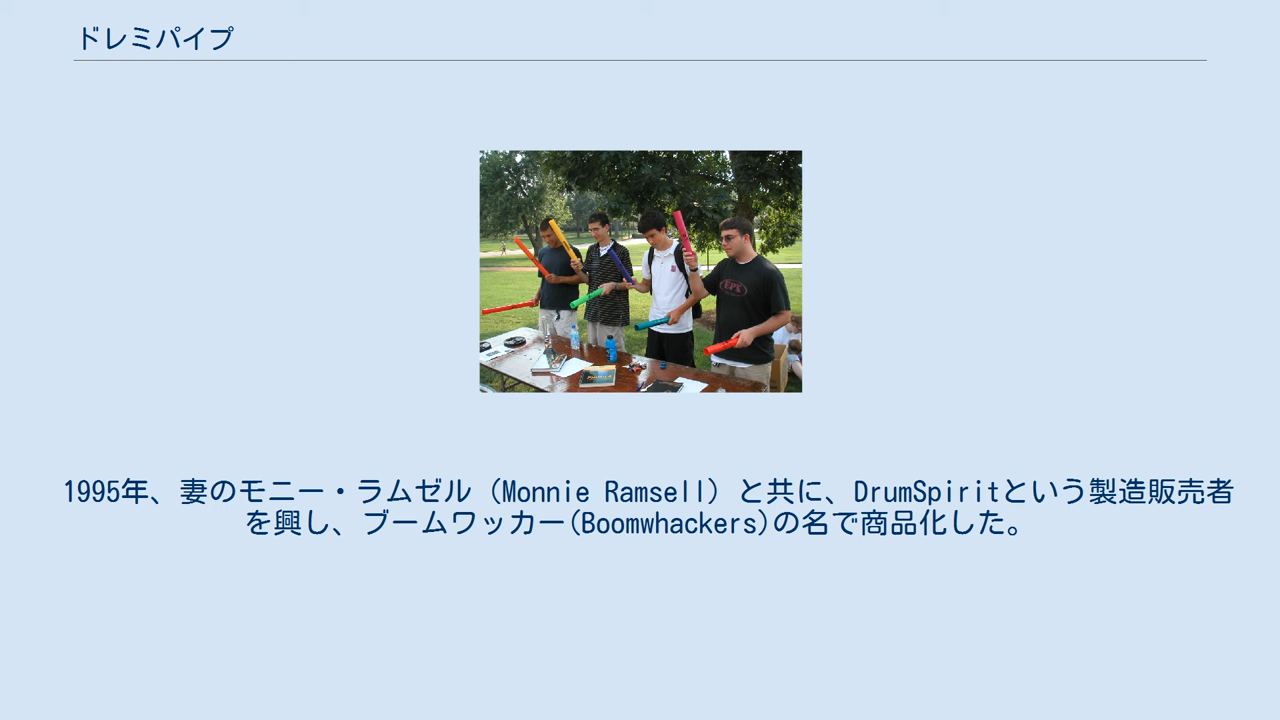 ドレミパイプ
EPE
1995年、妻のモニー・ラムゼル（Monnie Ramsell）と共に、DrumSpiritという製造販売者
を興し、ブームワッカー(Boomwhackers)の名で商品化した。